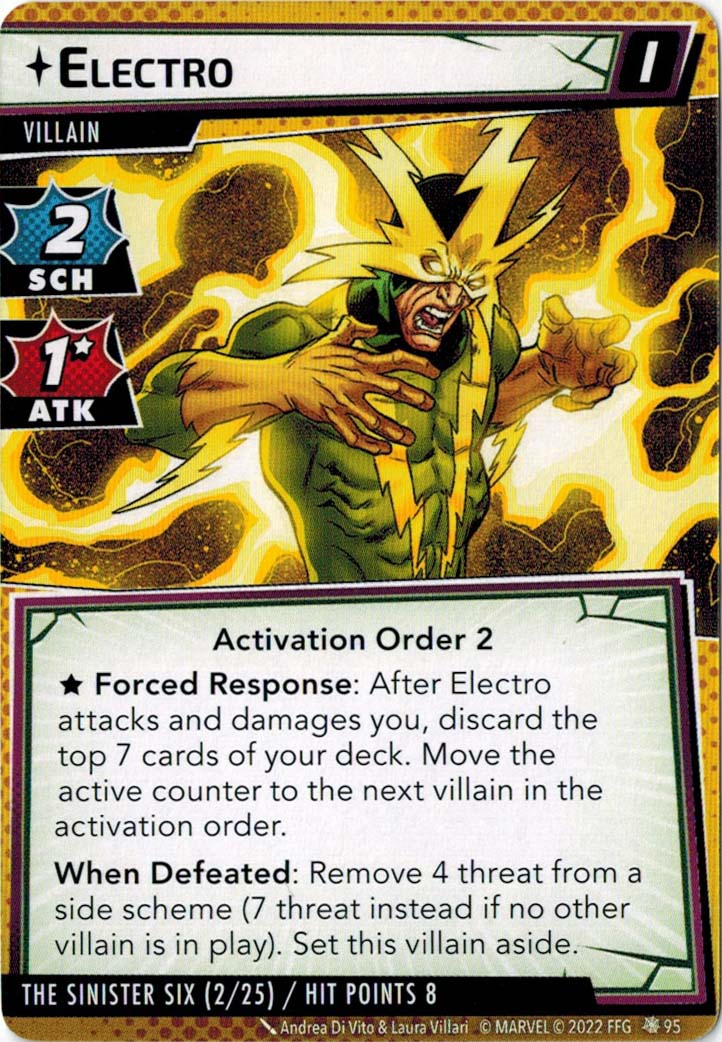 ELECTRO
I
VILLAIN
2
SCH
1★
ATK
Activation Order 2
★ Forced Response: After Electro
attacks and damages you, discard the
top 7 cards of your deck. Move the
active counter to the next villain in the
activation order.
When Defeated: Remove 4 threat from a
side scheme (7 threat instead if no other
villain is in play). Set this villain aside.
THE SINISTER SIX (2/25) / HIT POINTS 8
Andrea Di Vito & Laura Villari © MARVEL © 2022 FFG 95